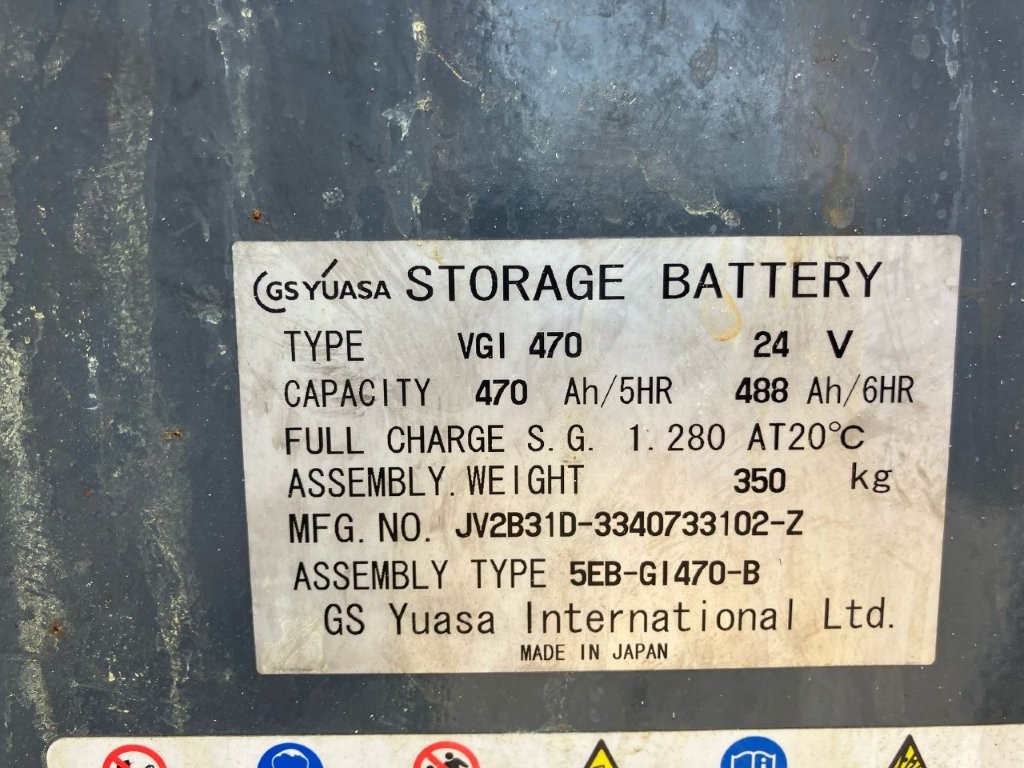 GS YUASA STORAGE BATTERY
TYPE VGI 470 24 V
CAPACITY 470 Ah/5HR 488 Ah/6HR
FULL CHARGE S.G. 1.280 AT20℃
ASSEMBLY.WEIGHT 350 kg
MFG.NO. JV2B31D-3340733102-Z
ASSEMBLY TYPE 5EB-GI470-B
GS Yuasa International Ltd.
MADE IN JAPAN